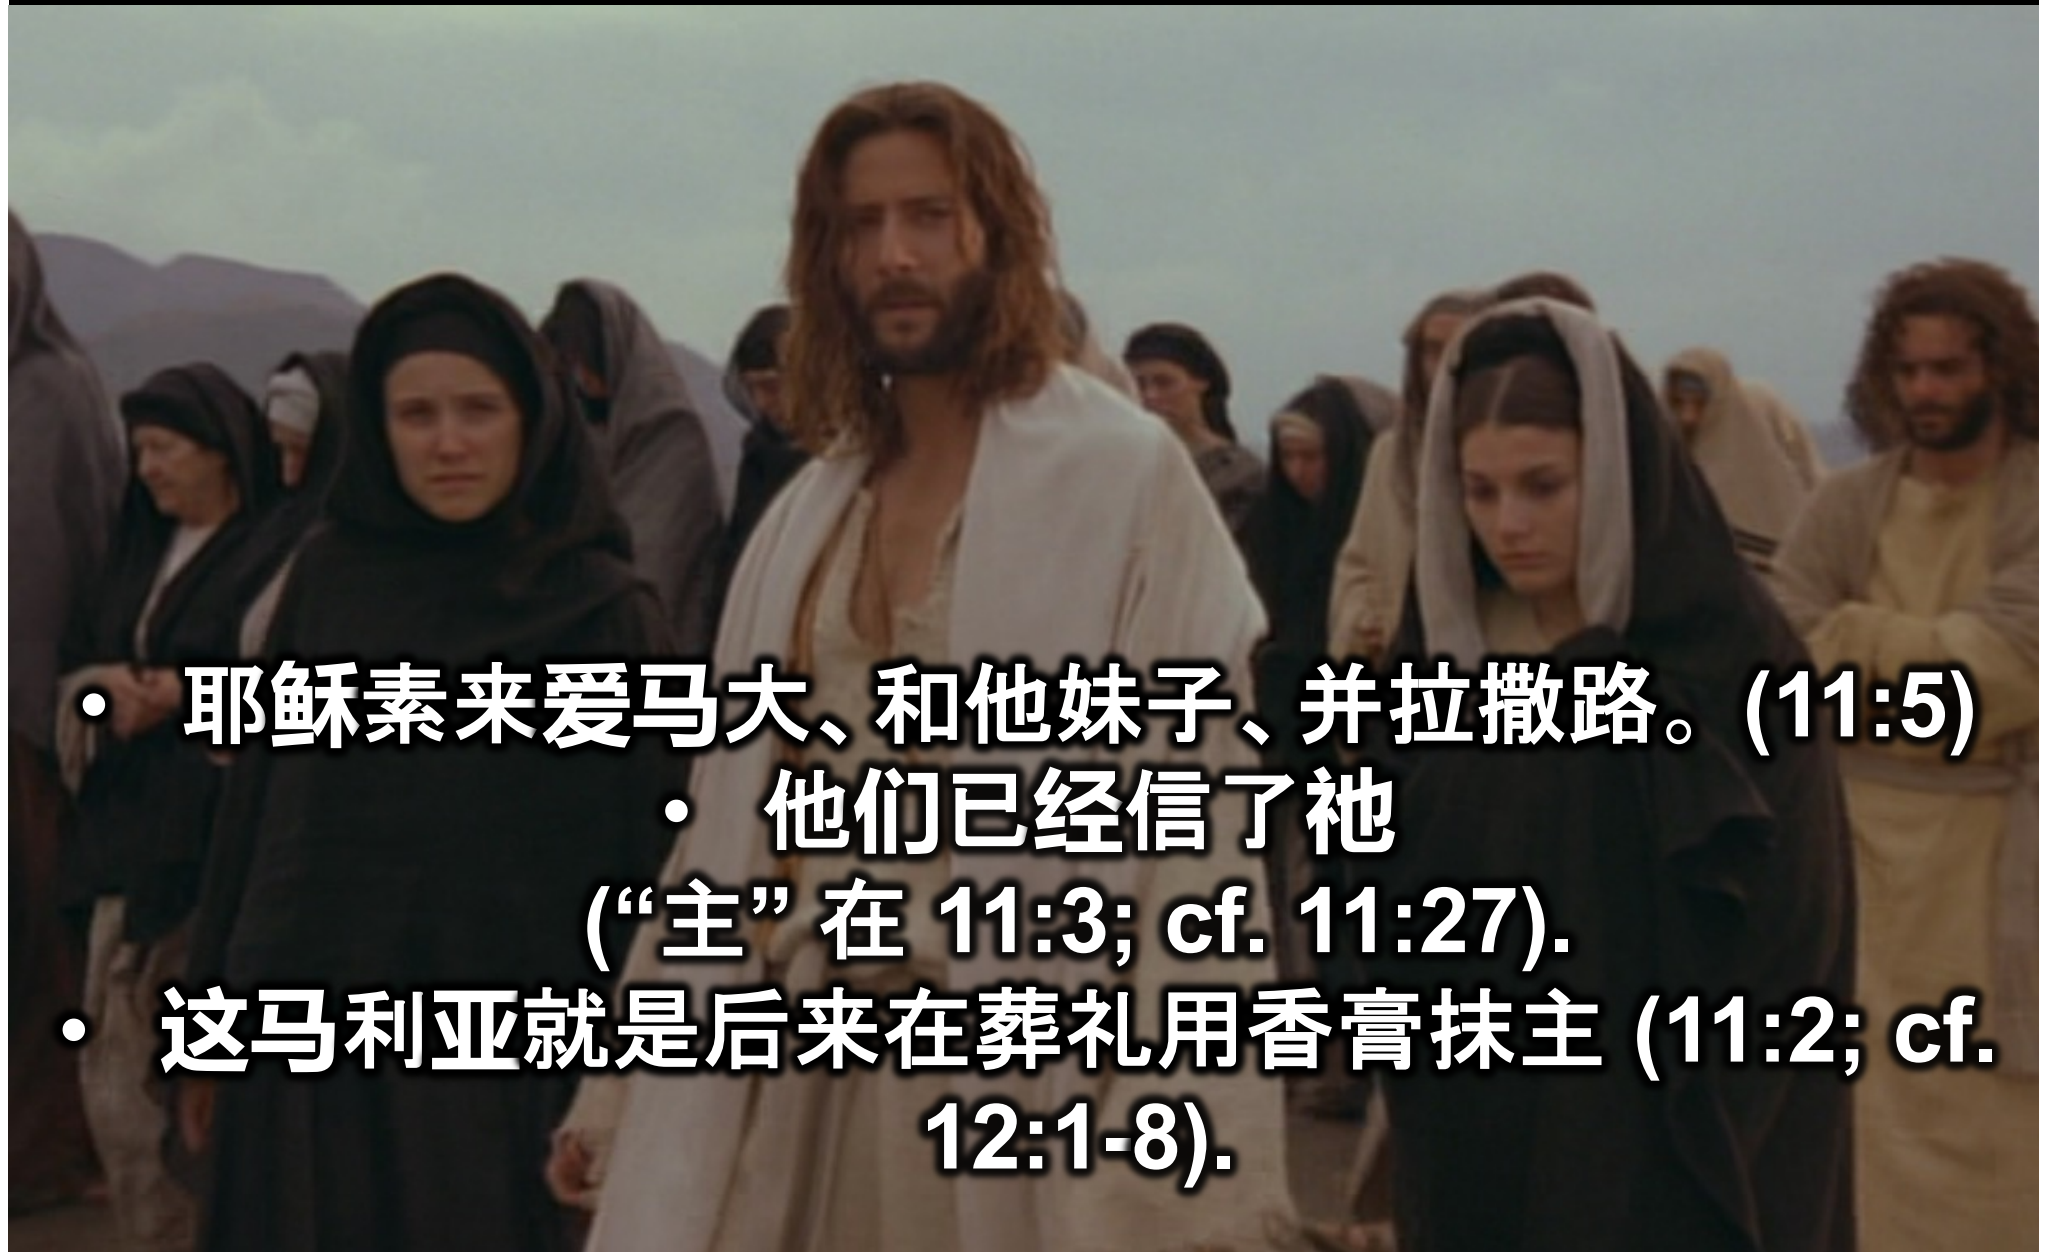 • 耶稣素来爱马大、和他妹子、并拉撒路。(11:5)
• 他们已经信了祂
(“主” 在 11:3; cf. 11:27).
• 这马利亚就是后来在葬礼用香膏抹主 (11:2; cf.
12:1-8).